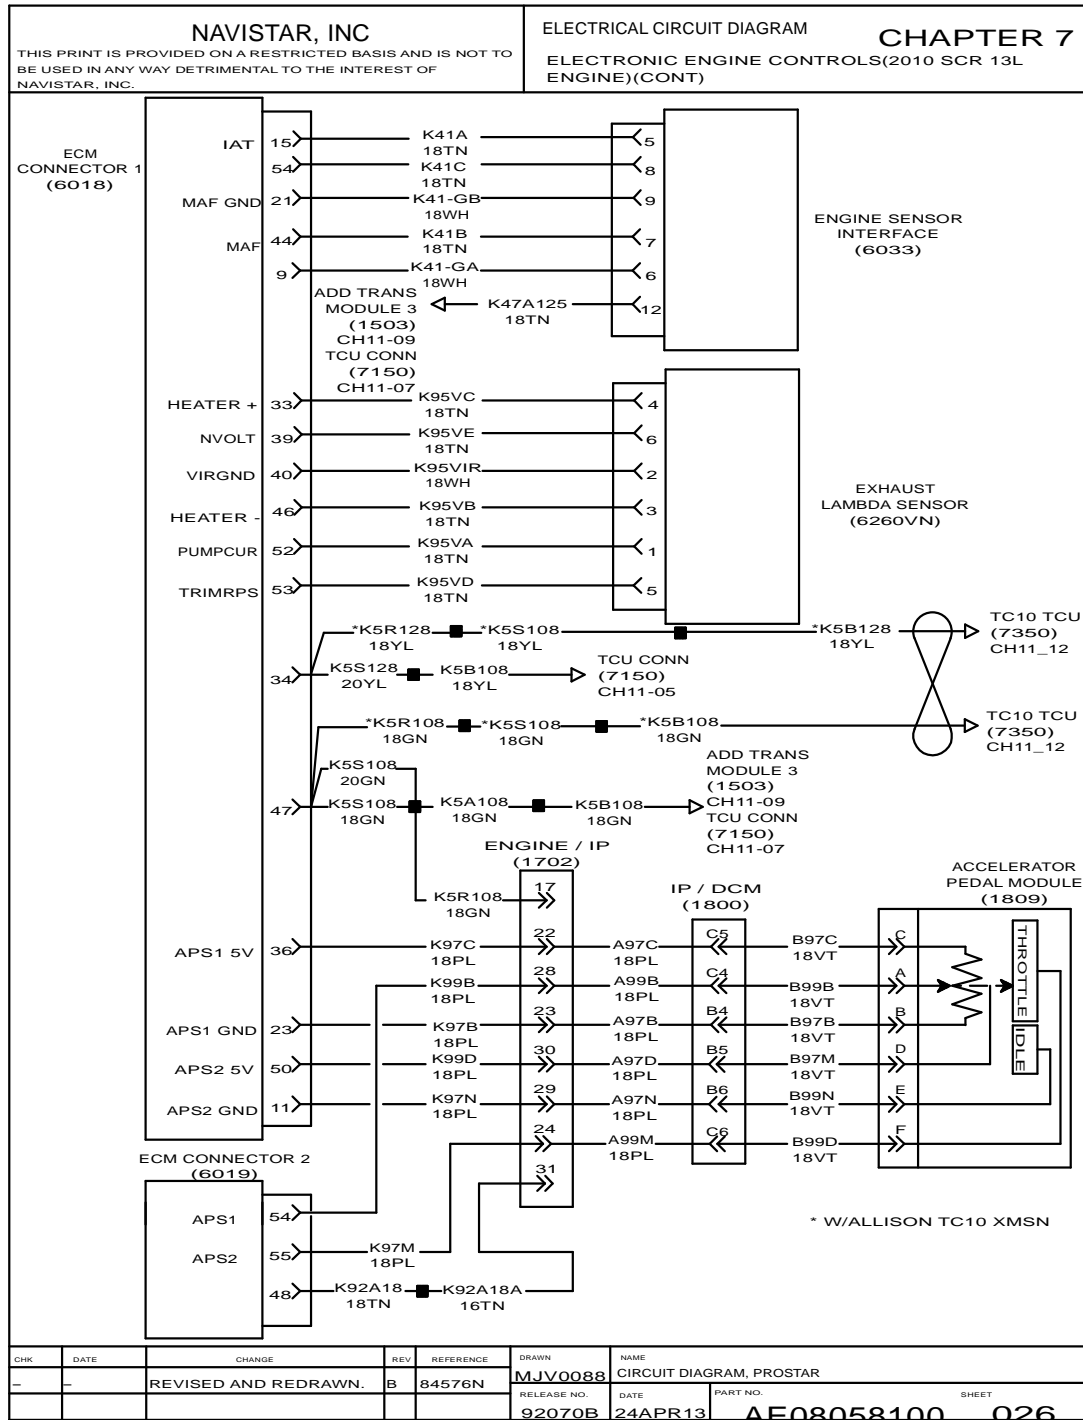 NAVISTAR, INC
THIS PRINT IS PROVIDED ON A RESTRICTED BASIS AND IS NOT TO
BE USED IN ANY WAY DETRIMENTAL TO THE INTEREST OF
NAVISTAR, INC.
ELECTRICAL CIRCUIT DIAGRAM
CHAPTER 7
ELECTRONIC ENGINE CONTROLS(2010 SCR 13L
ENGINE)(CONT)
ECM
CONNECTOR 1
(6018)
IAT 15 K41A 5
18TN
54 K41C 8
18TN
MAF GND 21 K41-GB 9
18WH
MAF 44 K41B 7
18TN
9 K41-GA 6
18WH
ENGINE SENSOR
INTERFACE
(6033)
K47A125 12
18TN
ADD TRANS
MODULE 3
(1503)
CH11-09
TCU CONN
(7150)
CH11-07
HEATER + 33 K95VC 4
18TN
NVOLT 39 K95VE 6
18TN
VIRGND 40 K95VIR 2
18WH
HEATER - 46 K95VB 3
18TN
PUMPCUR 52 K95VA 1
18TN
TRIMRPS 53 K95VD 5
18TN
EXHAUST
LAMBDA SENSOR
(6260VN)
*K5R128 *K5S108 *K5B128
18YL 18YL 18YL
TC10 TCU
(7350)
CH11_12
34 K5S128 K5B108
20YL 18YL
TCU CONN
(7150)
CH11-05
*K5R108 *K5S108 *K5B108
18GN 18GN 18GN
TC10 TCU
(7350)
CH11_12
K5S108
20GN
47 K5S108 K5A108 K5B108
18GN 18GN 18GN
ADD TRANS
MODULE 3
(1503)
CH11-09
TCU CONN
(7150)
CH11-07
ENGINE / IP
(1702)
IP / DCM
(1800)
ACCELERATOR
PEDAL MODULE
(1809)
K5R108 17
18GN
APS1 5V 36 K97C 22 A97C C5 B97C C
18PL 18PL 18VT
K99B 28 A99B C4 B99B A
18PL 18PL 18VT
APS1 GND 23 K97B 23 A97B B4 B97B B
18PL 18PL 18VT
APS2 5V 50 K99D 30 A97D B5 B97M D
18PL 18PL 18VT
APS2 GND 11 K97N 29 A97N B6 B99N E
18PL 18PL 18VT
24 A99M C6 B99D F
18PL 18VT
31
THROTTLE
IDLE
ECM CONNECTOR 2
(6019)
APS1 54
APS2 55 K97M
18PL
48 K92A18 K92A18A
18TN 16TN
* W/ALLISON TC10 XMSN
CHK DATE CHANGE REV REFERENCE DRAWN NAME
– – REVISED AND REDRAWN. B 84576N MJV0088 CIRCUIT DIAGRAM, PROSTAR
RELEASE NO. DATE PART NO. SHEET
92070B 24APR13 AE08058100 026